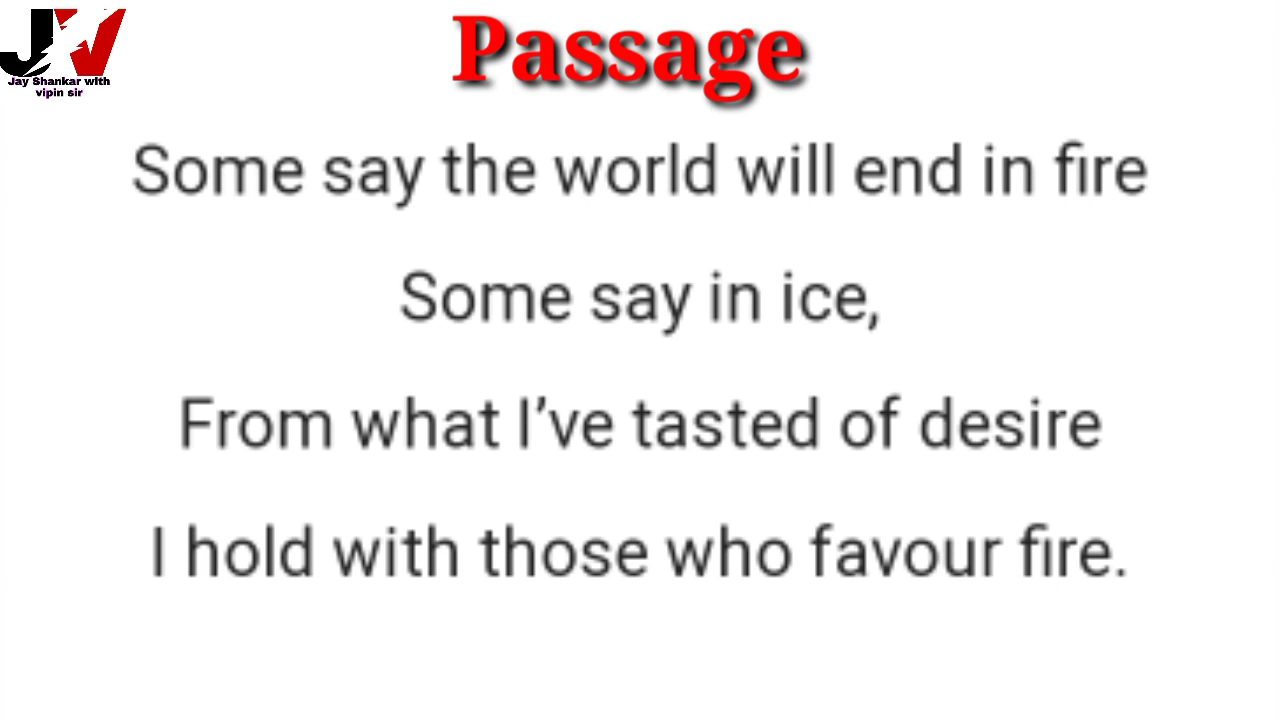 JV
Jay Shankar with
vipin sir
Passage
Some say the world will end in fire
Some say in ice,
From what I’ve tasted of desire
I hold with those who favour fire.